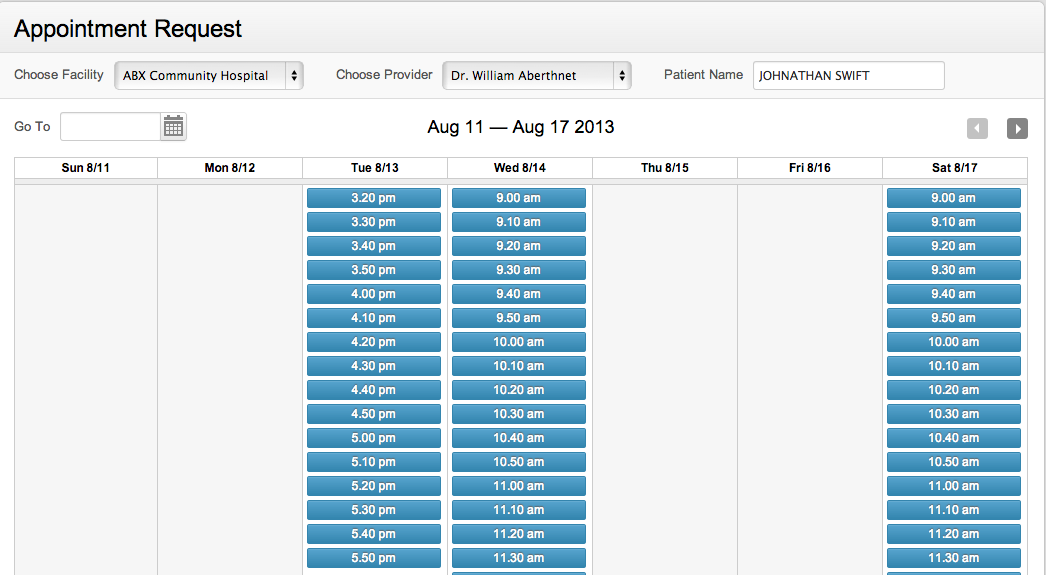 Appointment Request
Choose Facility ABX Community Hospital Choose Provider Dr. William Aberthnet Patient Name JOHNATHAN SWIFT
Go To Aug 11 — Aug 17 2013
Sun 8/11 Mon 8/12 Tue 8/13 Wed 8/14 Thu 8/15 Fri 8/16 Sat 8/17
3.20 pm 9.00 am 9.00 am
3.30 pm 9.10 am 9.10 am
3.40 pm 9.20 am 9.20 am
3.50 pm 9.30 am 9.30 am
4.00 pm 9.40 am 9.40 am
4.10 pm 9.50 am 9.50 am
4.20 pm 10.00 am 10.00 am
4.30 pm 10.10 am 10.10 am
4.40 pm 10.20 am 10.20 am
4.50 pm 10.30 am 10.30 am
5.00 pm 10.40 am 10.40 am
5.10 pm 10.50 am 10.50 am
5.20 pm 11.00 am 11.00 am
5.30 pm 11.10 am 11.10 am
5.40 pm 11.20 am 11.20 am
5.50 pm 11.30 am 11.30 am